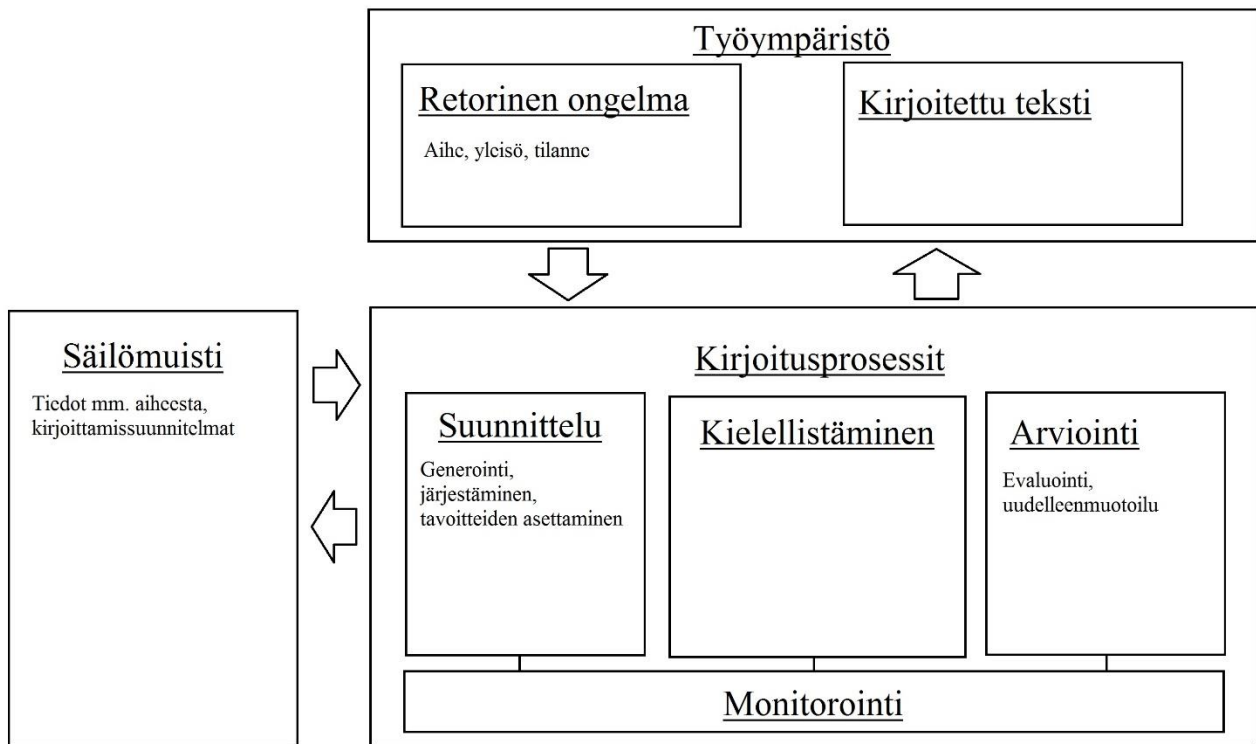 Työympäristö
Retorinen ongelma
Aihe, yleisö, tilanne
Kirjoitettu teksti
Säilömuisti
Tiedot mm. aiheesta,
kirjoittamissuunnitelmat
Kirjoitusprosessit
Suunnittelu
Generointi,
järjestäminen,
tavoitteiden asettaminen
Kielellistäminen
Arviointi
Evaluointi,
uudelleenmuotoilu
Monitorointi